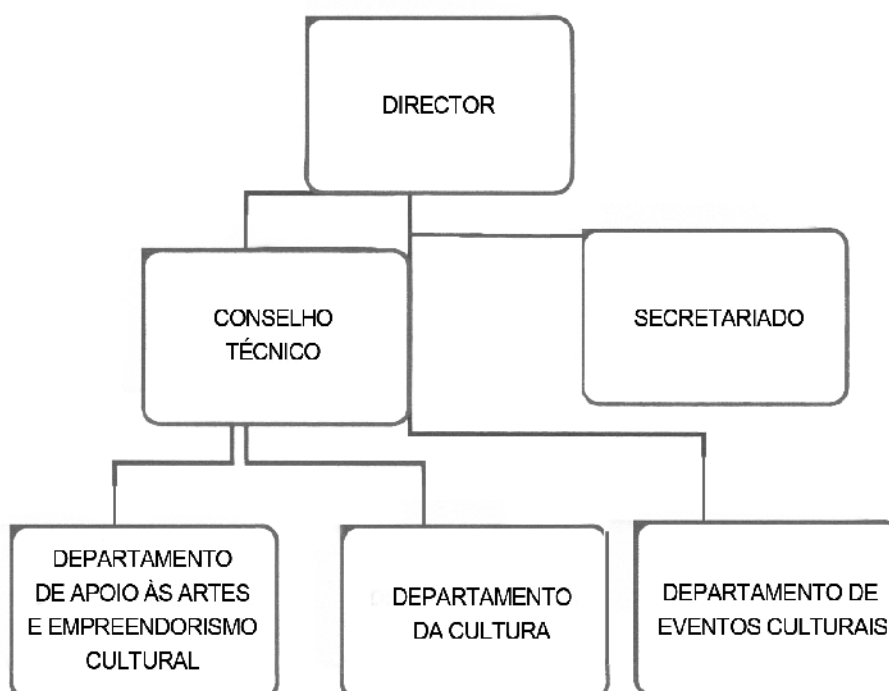 DIRECTOR
CONSELHO
TÉCNICO
SECRETARIADO
DEPARTAMENTO
DE APOIO ÀS ARTES
E EMPREENDORISMO
CULTURAL
DEPARTAMENTO
DA CULTURA
DEPARTAMENTO DE
EVENTOS CULTURAIS